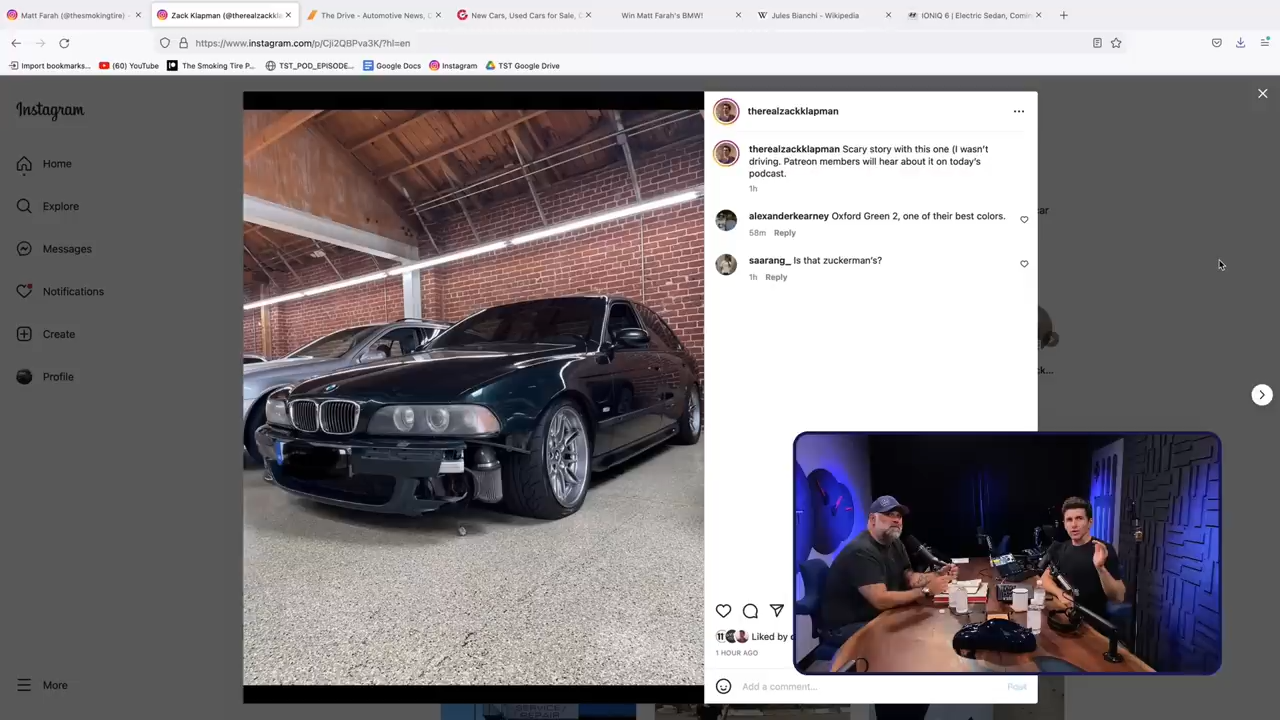 Matt Farah (@thesmokingtire)
Zack Klapman (@therealzackkla
The Drive - Automotive News, C
New Cars, Used Cars for Sale, C
Win Matt Farah's BMW!
Jules Bianchi - Wikipedia
IONIQ 6 | Electric Sedan, Comin
https://www.instagram.com/p/Cji2QBPva3K/?hl=en
Import bookmarks...
(60) YouTube
The Smoking Tire P...
TST_POD_EPISODE...
Google Docs
Instagram
TST Google Drive
Instagram
Home
Explore
Messages
Notifications
Create
Profile
More
therealzackklapman
therealzackklapman Scary story with this one (I wasn't
driving. Patreon members will hear about it on today's
podcast.
1h
alexanderkearney Oxford Green 2, one of their best colors.
58m Reply
saarang_ Is that zuckerman's?
1h Reply
Liked by
1 HOUR AGO
Add a comment...
Post